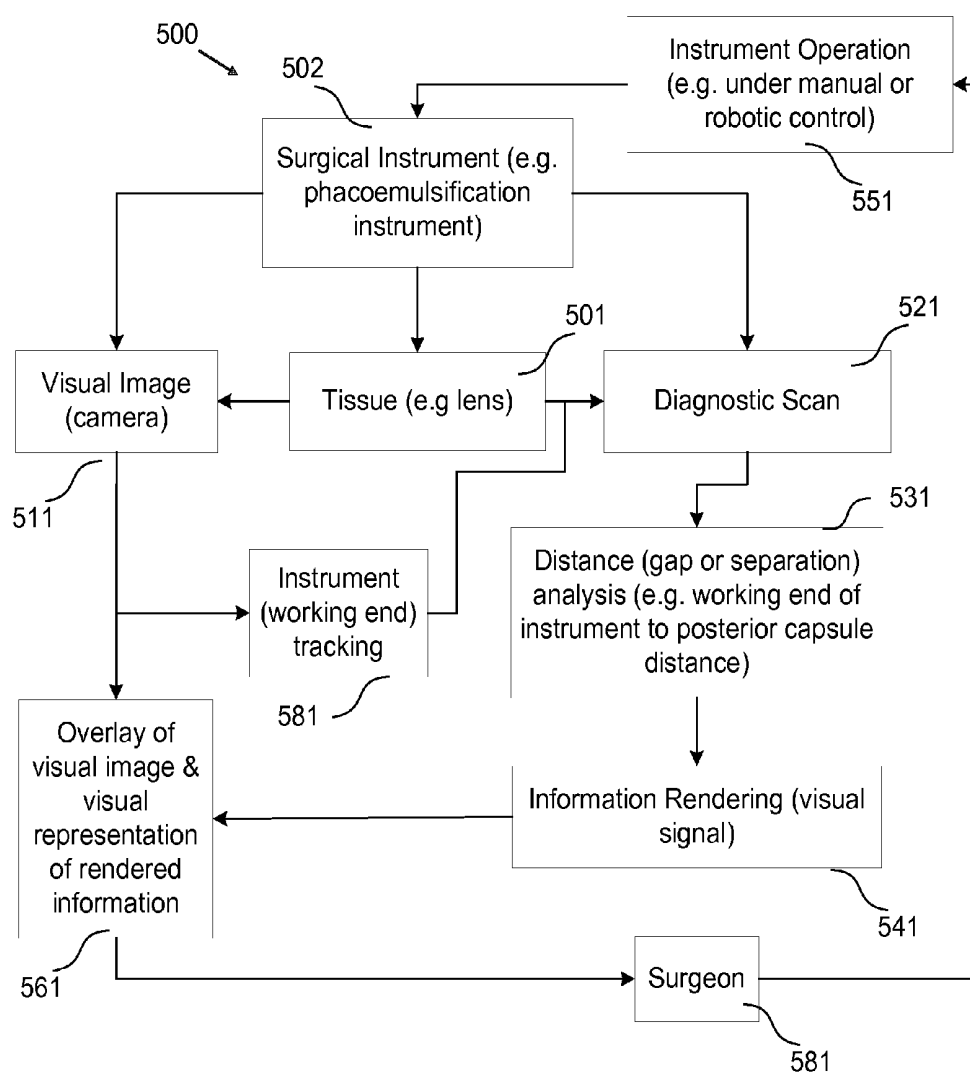 500
502
Instrument Operation
(e.g. under manual or
robotic control)
551
Surgical Instrument (e.g.
phacoemulsification
instrument)
501
521
Visual Image
(camera)
511
Tissue (e.g lens)
Diagnostic Scan
531
Instrument
(working end)
tracking
581
Distance (gap or separation)
analysis (e.g. working end of
instrument to posterior capsule
distance)
Overlay of
visual image &
visual
representation
of rendered
information
561
Information Rendering (visual
signal)
541
Surgeon
581